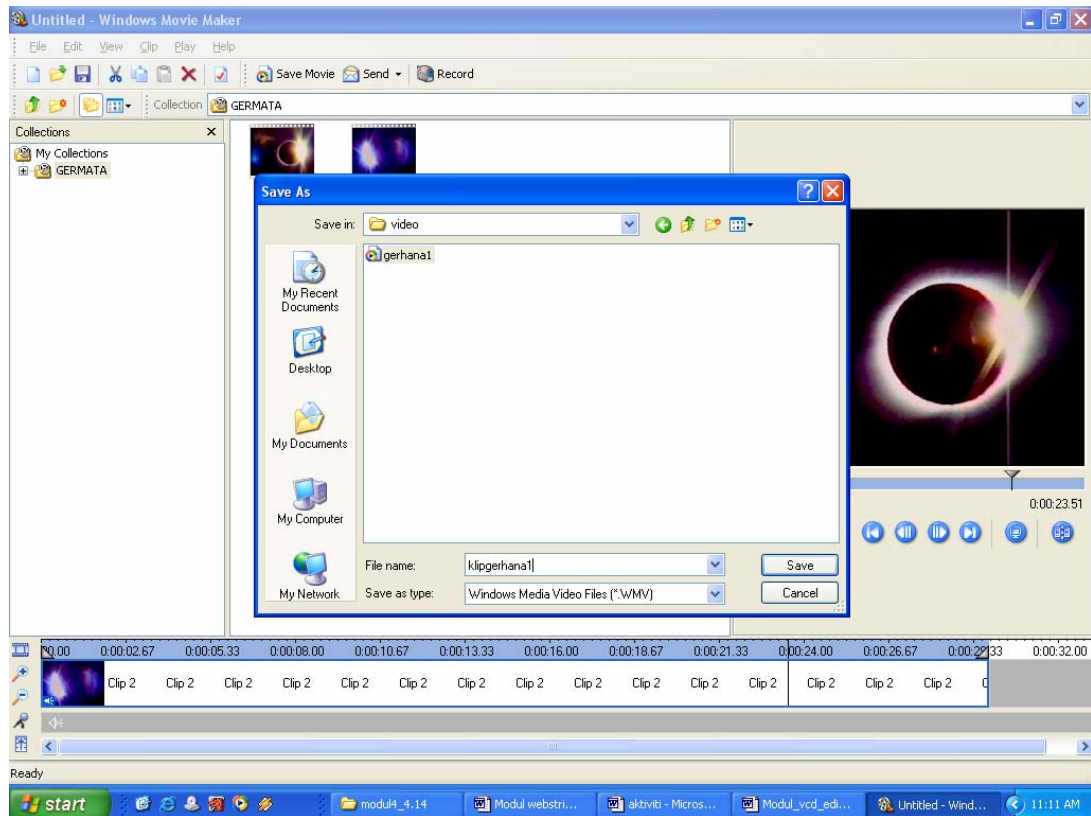 Untitled - Windows Movie Maker
File Edit View Clip Play Help
Save Movie Send Record
Collection GERMATA
Collections
My Collections
GERMATA
Save As
Save in: video
gerhana1
My Recent Documents
Desktop
My Documents
My Computer
My Network
File name: klipgerhana1 Save
Save as type: Windows Media Video Files (*.WMV) Cancel
0:00:23.51
0:00:02.67 0:00:05.33 0:00:08.00 0:00:10.67 0:00:13.33 0:00:16.00 0:00:18.67 0:00:21.33 0:00:24.00 0:00:26.67 0:00:32.00
Clip 2 Clip 2 Clip 2 Clip 2 Clip 2 Clip 2 Clip 2 Clip 2 Clip 2 Clip 2 Clip 2 Clip 2 Clip 2 Clip 2 Clip 2
Ready
start modul4_4.14 Modul webstri... aktiviti - Micros... Modul_vcd_edi... Untitled - Wind... 11:11 AM